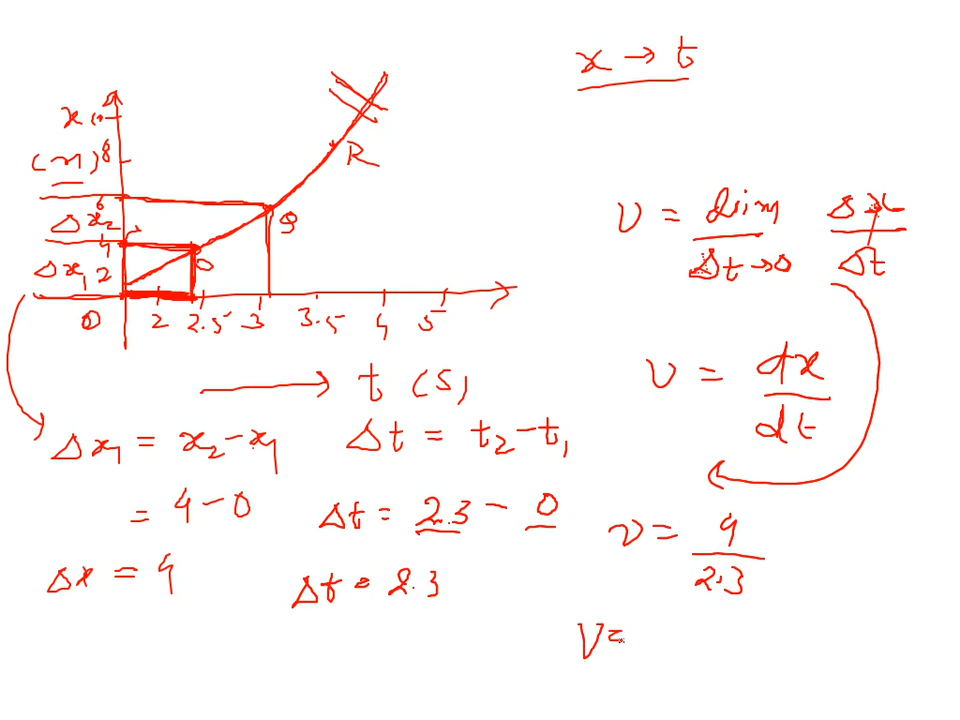 x → t
x 10
(m) 8
R
6
Q
Δx2
4
Δx1 2
0 2 2.5 3 3.5 4 5
→ t (s)
v = lim Δx
Δt→0 Δt
v = dx
dt
Δx1 = x2 - x1 Δt = t2 - t1
= 4 - 0 Δt = 2.3 - 0
v = 4
2.3
Δx = 4 Δt = 2.3
V =